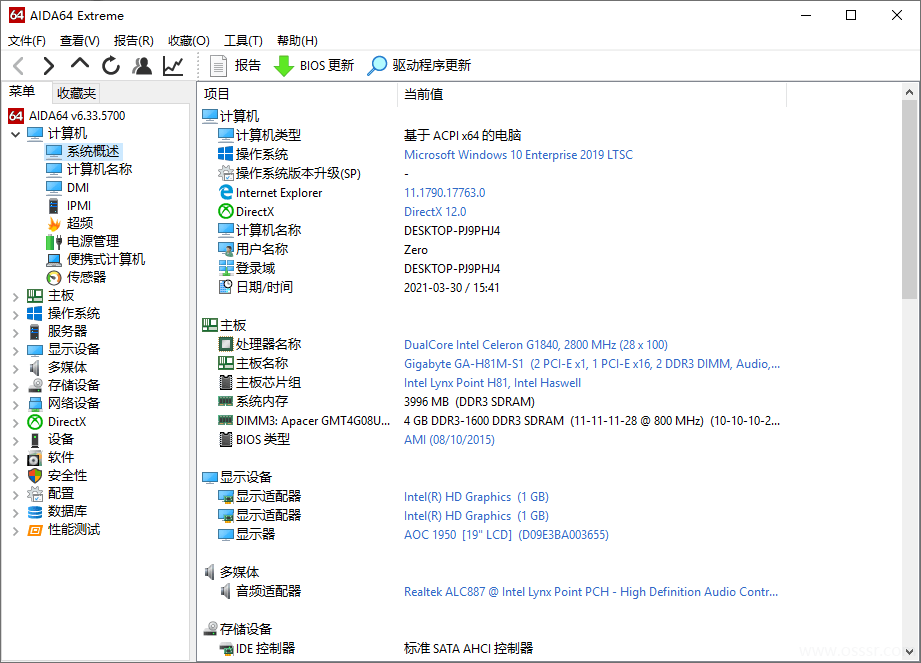 64 AIDA64 Extreme
文件(F) 查看(V) 报告(R) 收藏(O) 工具(T) 帮助(H)
报告 BIOS 更新 驱动程序更新
菜单 收藏夹
64 AIDA64 v6.33.5700
计算机
系统概述
计算机名称
DMI
IPMI
超频
电源管理
便携式计算机
传感器
主板
操作系统
服务器
显示设备
多媒体
存储设备
网络设备
DirectX
设备
软件
安全性
配置
数据库
性能测试
项目 当前值
计算机
计算机类型 基于 ACPI x64 的电脑
操作系统 Microsoft Windows 10 Enterprise 2019 LTSC
操作系统版本升级(SP) -
Internet Explorer 11.1790.17763.0
DirectX DirectX 12.0
计算机名称 DESKTOP-PJ9PHJ4
用户名称 Zero
登录域 DESKTOP-PJ9PHJ4
日期/时间 2021-03-30 / 15:41
主板
处理器名称 DualCore Intel Celeron G1840, 2800 MHz (28 x 100)
主板名称 Gigabyte GA-H81M-S1 (2 PCI-E x1, 1 PCI-E x16, 2 DDR3 DIMM, Audio,...
主板芯片组 Intel Lynx Point H81, Intel Haswell
系统内存 3996 MB (DDR3 SDRAM)
DIMM3: Apacer GMT4G08U... 4 GB DDR3-1600 DDR3 SDRAM (11-11-11-28 @ 800 MHz) (10-10-10-2...
BIOS 类型 AMI (08/10/2015)
显示设备
显示适配器 Intel(R) HD Graphics (1 GB)
显示适配器 Intel(R) HD Graphics (1 GB)
显示器 AOC 1950 [19" LCD] (D09E3BA003655)
多媒体
音频适配器 Realtek ALC887 @ Intel Lynx Point PCH - High Definition Audio Contr...
存储设备
IDE 控制器 标准 SATA AHCI 控制器